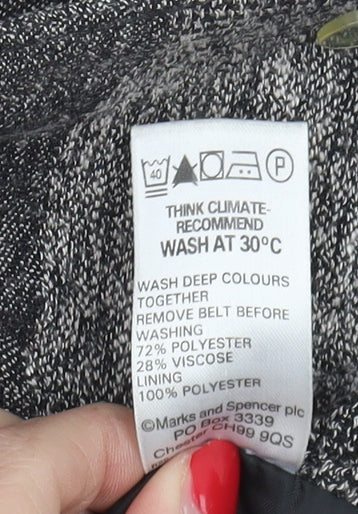 40 P
THINK CLIMATE-
RECOMMEND
WASH AT 30°C
WASH DEEP COLOURS
TOGETHER
REMOVE BELT BEFORE
WASHING
72% POLYESTER
28% VISCOSE
LINING
100% POLYESTER
©Marks and Spencer plc
PO Box 3339
Chester CH99 9QS